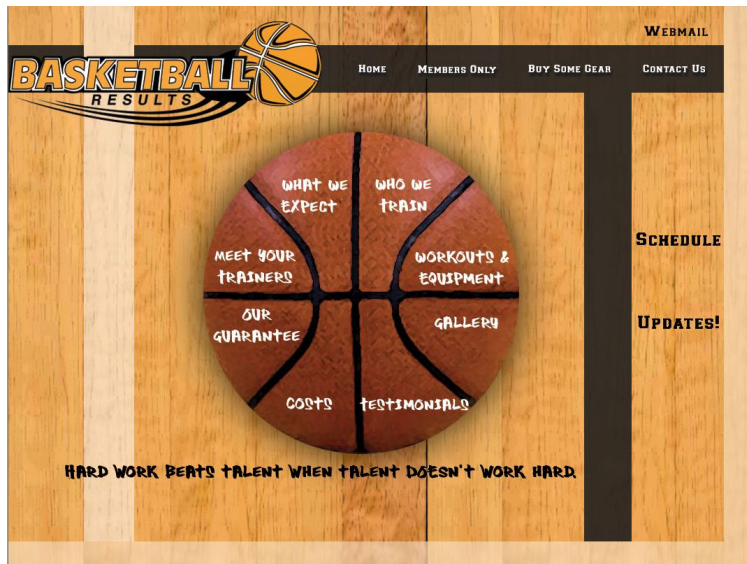 Webmail
BASKETBALL
RESULTS
Home Members Only Buy Some Gear Contact Us
WHAT WE
EXPECT
WHO WE
TRAIN
MEET YOUR
TRAINERS
WORKOUTS &
EQUIPMENT
OUR
GUARANTEE
GALLERY
COSTS
TESTIMONIALS
Schedule
Updates!
HARD WORK BEATS TALENT WHEN TALENT DOESN'T WORK HARD.